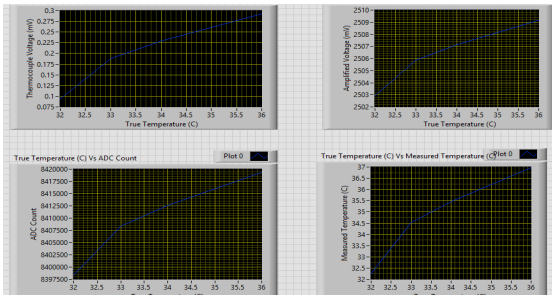 0.3
0.275
0.25
0.225
0.2
0.175
0.15
0.125
0.1
0.075
Thermocouple Voltage (mV)
32 32.5 33 33.5 34 34.5 35 35.5 36
True Temperature (C)
2510
2509
2508
2507
2506
2505
2504
2503
2502
Amplified Voltage (mV)
32 32.5 33 33.5 34 34.5 35 35.5 36
True Temperature (C)
True Temperature (C) Vs ADC Count
Plot 0
8420000
8417500
8415000
8412500
8410000
8407500
8405000
8402500
8400000
8397500
ADC Count
32 32.5 33 33.5 34 34.5 35 35.5 36
True Temperature (C) Vs Measured Temperature (C)
Plot 0
37
36.5
36
35.5
35
34.5
34
33.5
33
32.5
32
Measured Temperature (C)
32 32.5 33 33.5 34 34.5 35 35.5 36